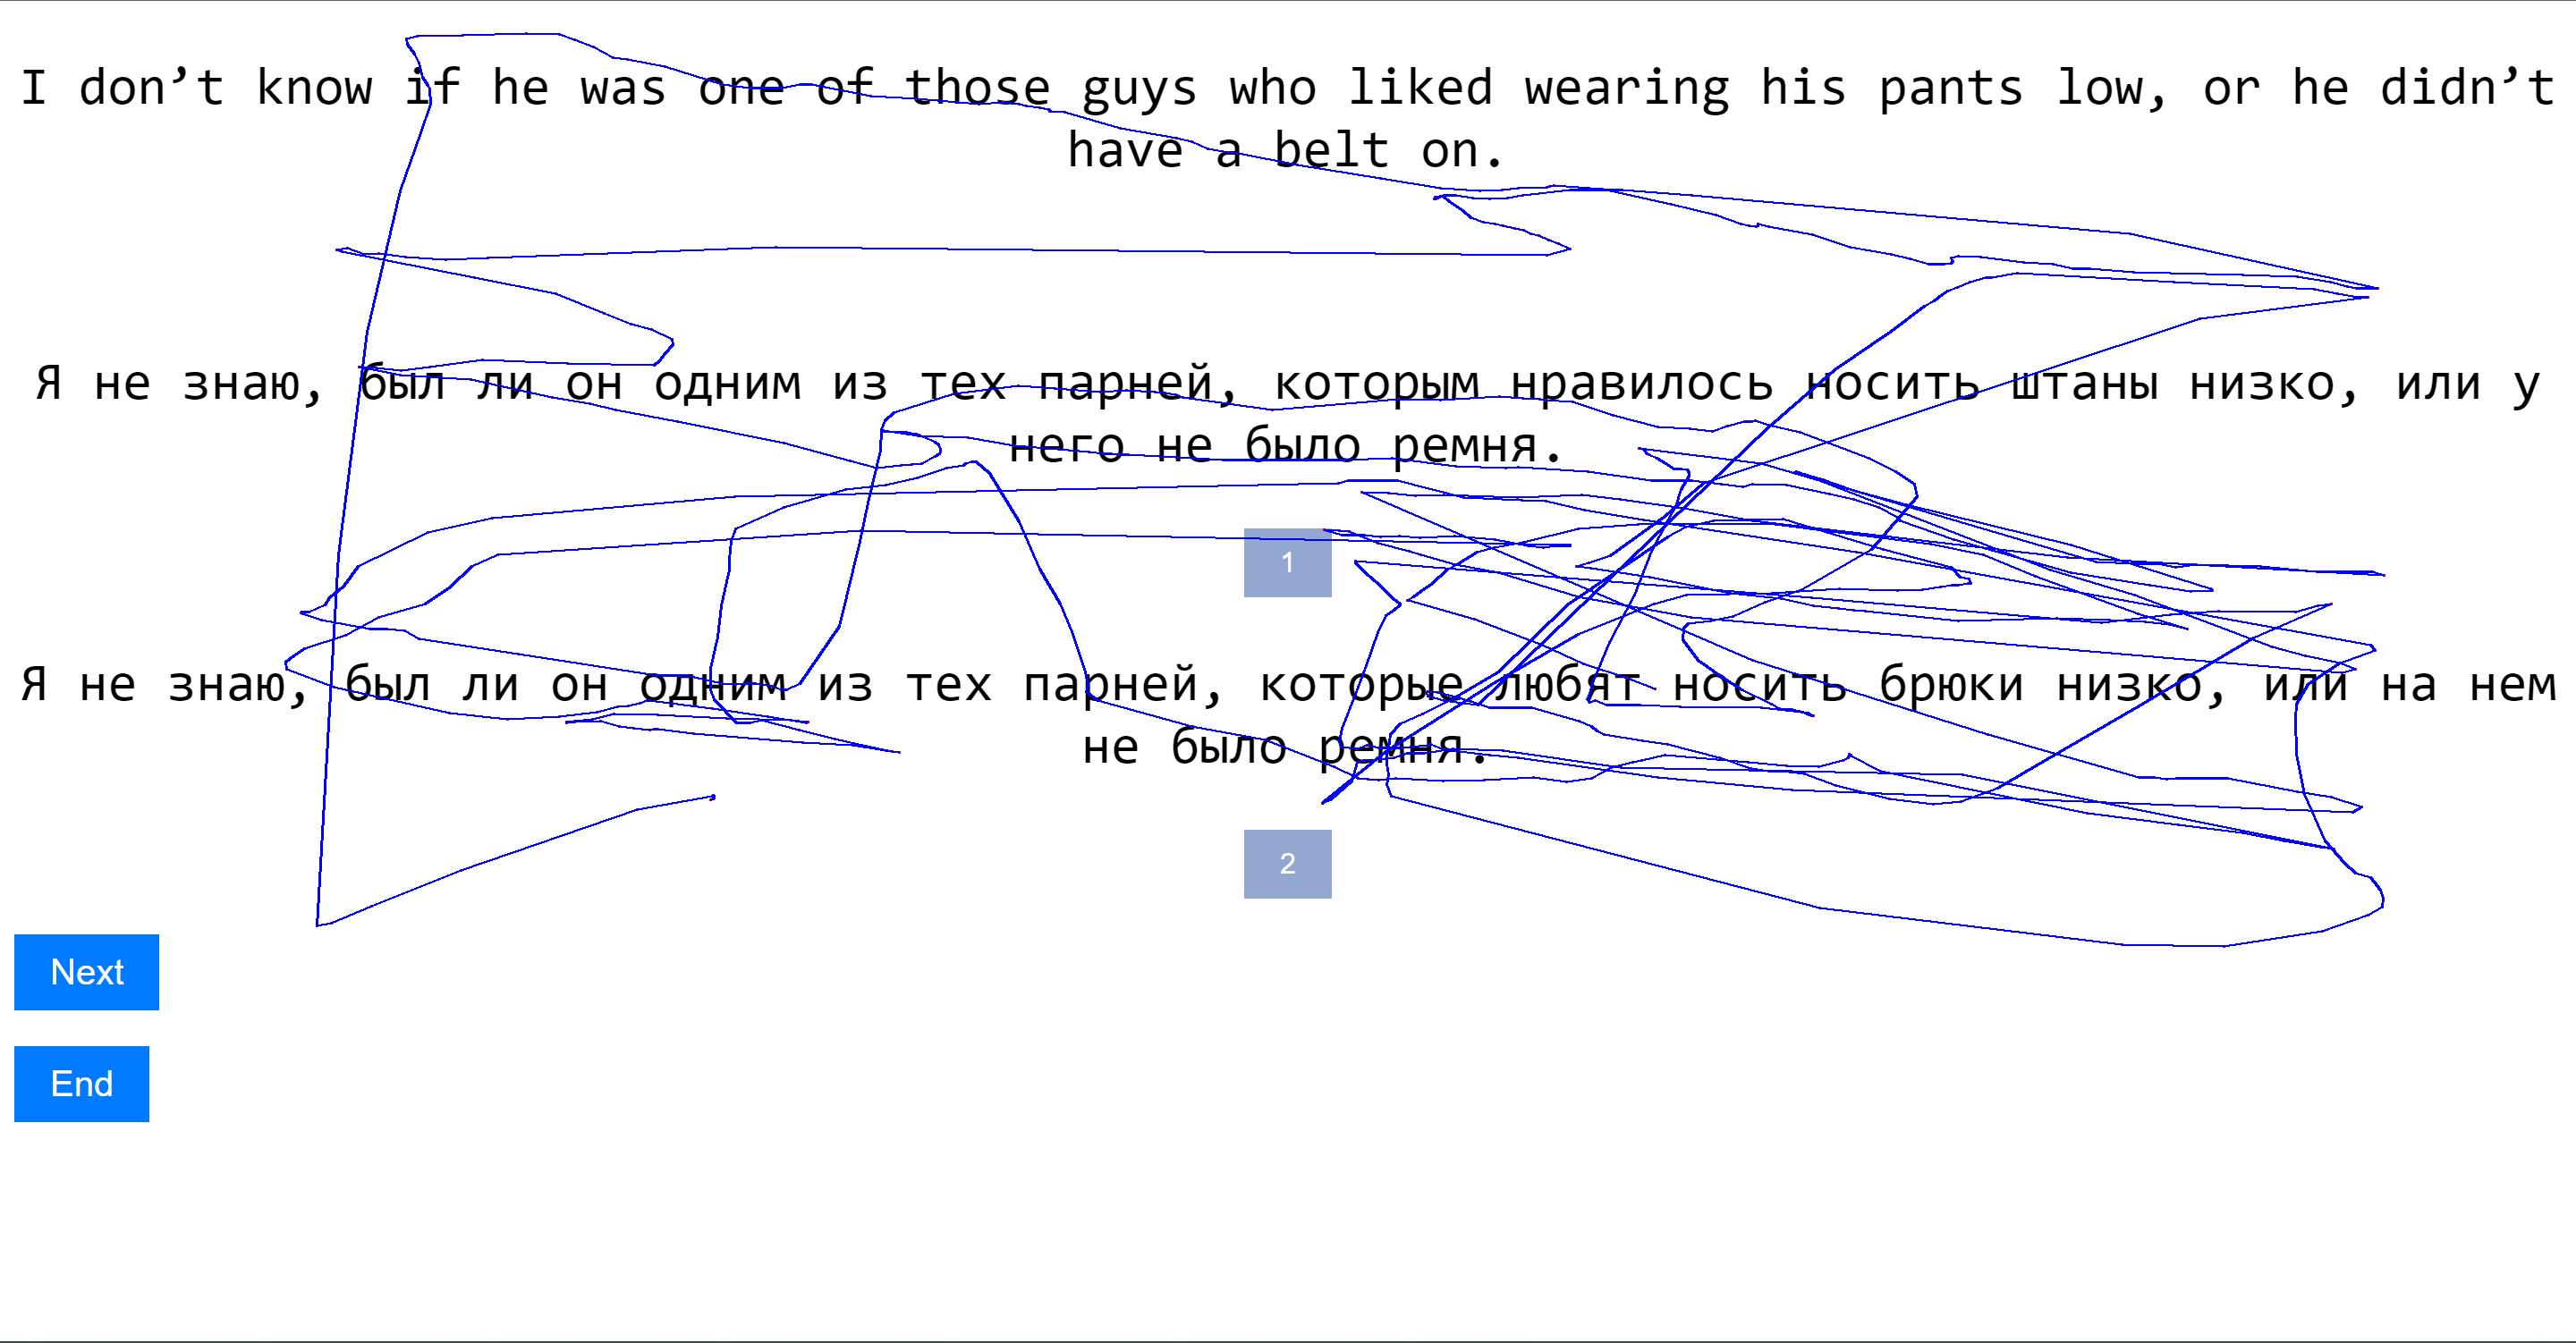 I don’t know if he was one of those guys who liked wearing his pants low, or he didn’t
have a belt on.
Я не знаю, был ли он одним из тех парней, которым нравилось носить штаны низко, или у
него не было ремня.
1
Я не знаю, был ли он одним из тех парней, которые любят носить брюки низко, или на нем
не было ремня.
2
Next
End